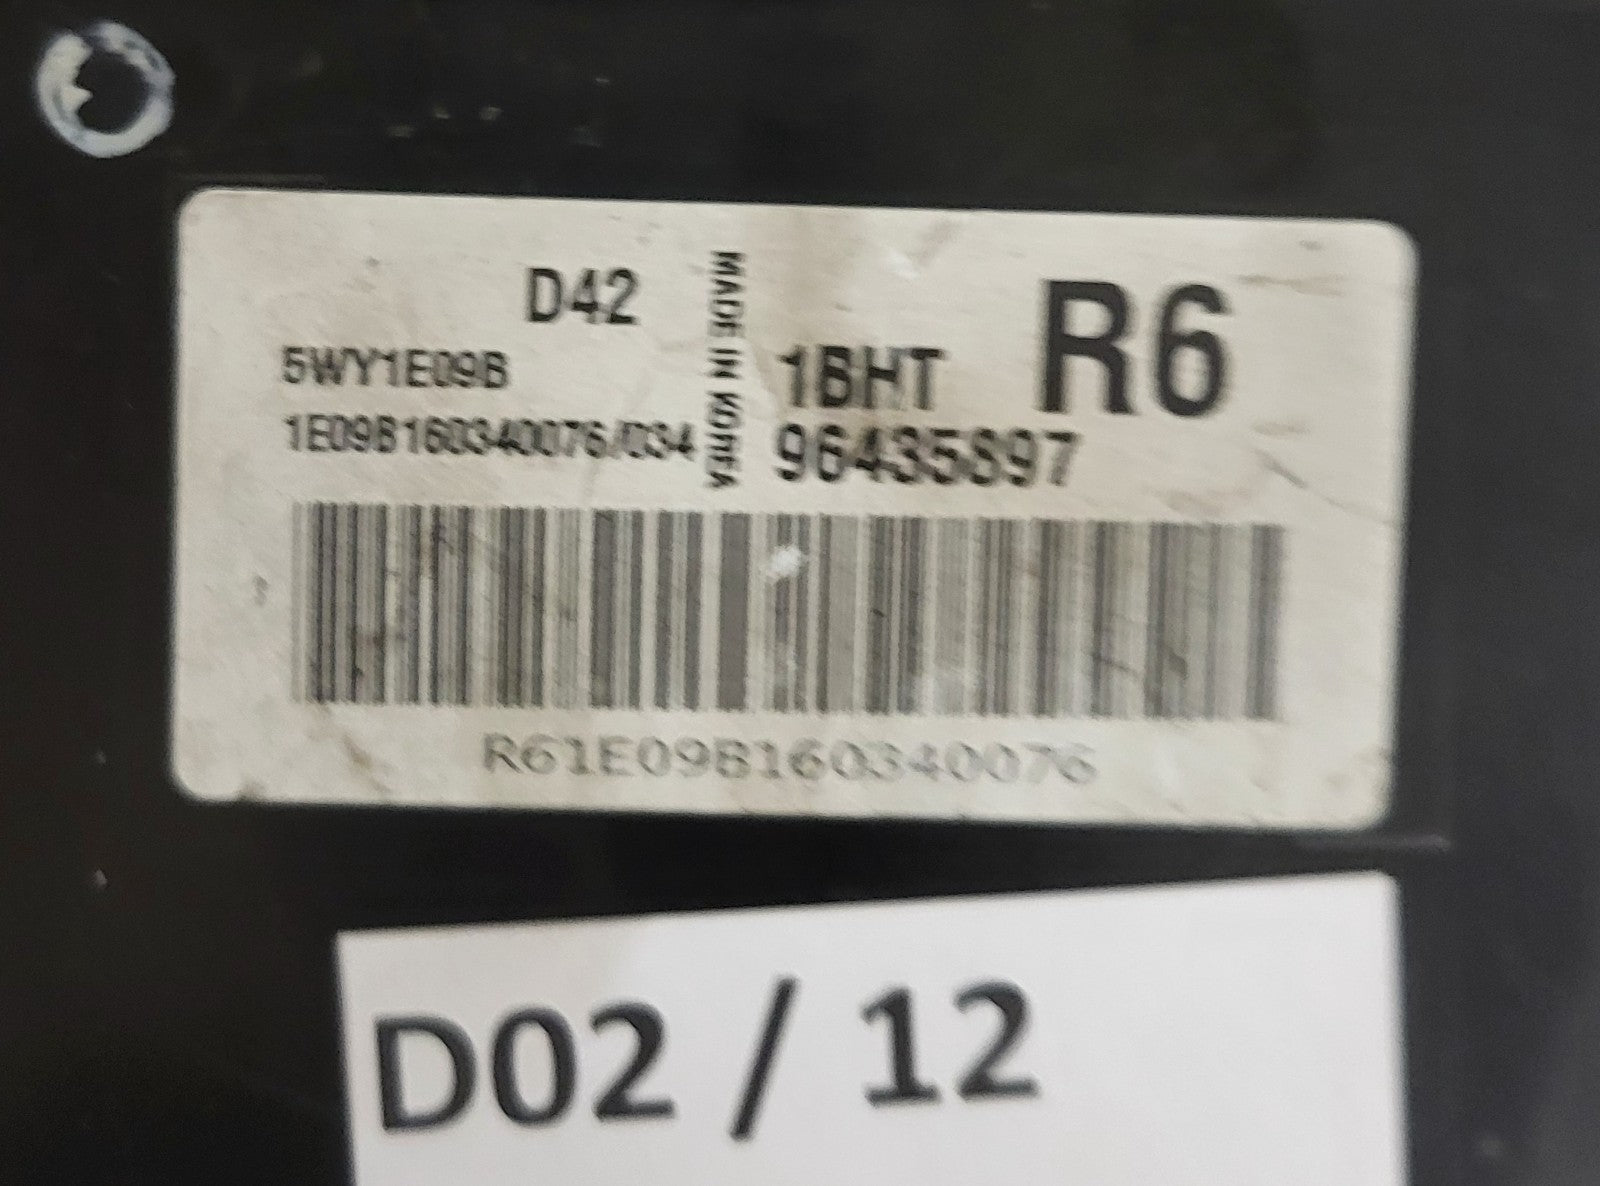 D42
5WY1E09B
1E09B160340076/034
MADE IN KOREA
R6
1BHT
96435897
R61E09B160340076
D02 / 12